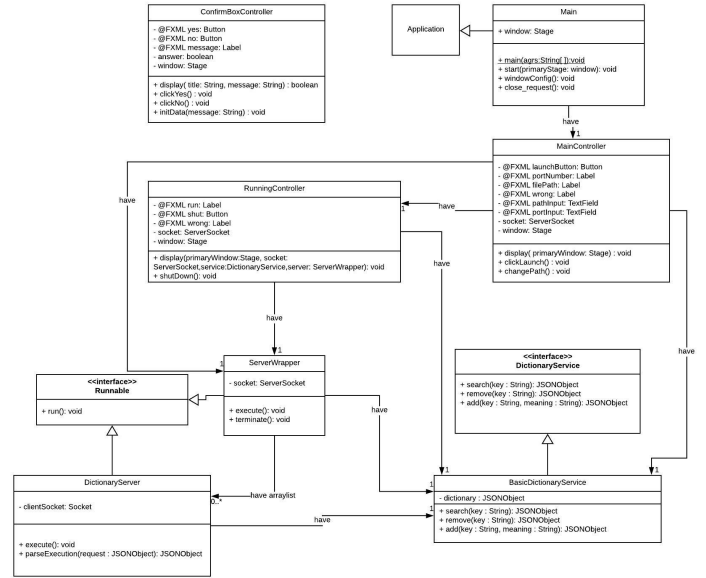 ConfirmBoxController
- @FXML yes: Button
- @FXML no: Button
- @FXML message: Label
- answer: boolean
- window: Stage
+ display( title: String, message: String) : boolean
+ clickYes() : void
+ clickNo() : void
+ initData(message: String) : void
Application
Main
+ window: Stage
+ main(agrs:String[ ]):void
+ start(primaryStage: window): void
+ windowConfig(): void
+ close_request(): void
have
1
MainController
- @FXML launchButton: Button
- @FXML portNumber: Label
- @FXML filePath: Label
- @FXML wrong: Label
- @FXML pathInput: TextField
- @FXML portInput: TextField
- socket: ServerSocket
- window: Stage
+ display( primaryWindow: Stage) : void
+ clickLaunch() : void
+ changePath() : void
have
have
1
RunningController
- @FXML run: Label
- @FXML shut: Button
- @FXML wrong: Label
- socket: ServerSocket
- window: Stage
+ display(primaryWindow:Stage, socket:
ServerSocket,service:DictionaryService,server: ServerWrapper): void
+ shutDown(): void
have
have
have
1
1
ServerWrapper
- socket: ServerSocket
+ execute(): void
+ terminate(): void
<<interface>>
Runnable
+ run(): void
<<interface>>
DictionaryService
+ search(key : String): JSONObject
+ remove(key : String): JSONObject
+ add(key : String, meaning : String): JSONObject
have
have arraylist
0..*
DictionaryServer
- clientSocket: Socket
+ execute(): void
+ parseExecution(request : JSONObject): JSONObject
have
1
1
1
1
BasicDictionaryService
- dictionary : JSONObject
+ search(key : String): JSONObject
+ remove(key : String): JSONObject
+ add(key : String, meaning : String): JSONObject